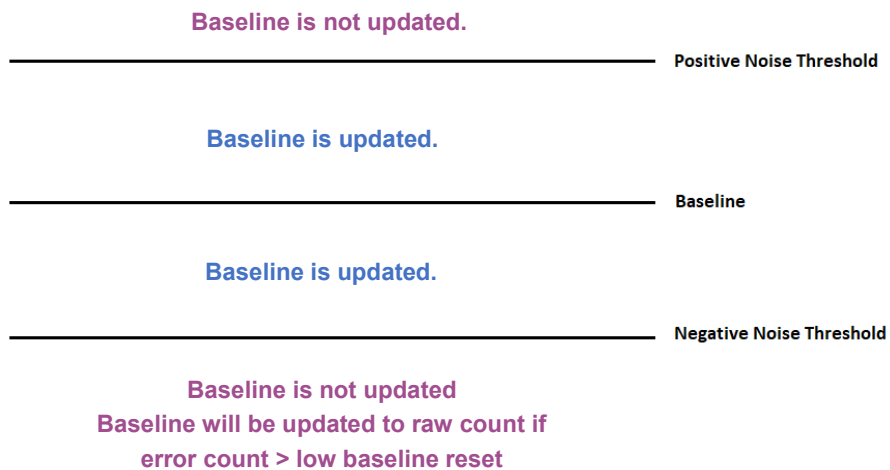 Baseline is not updated.
Positive Noise Threshold
Baseline is updated.
Baseline
Baseline is updated.
Negative Noise Threshold
Baseline is not updated
Baseline will be updated to raw count if
error count > low baseline reset